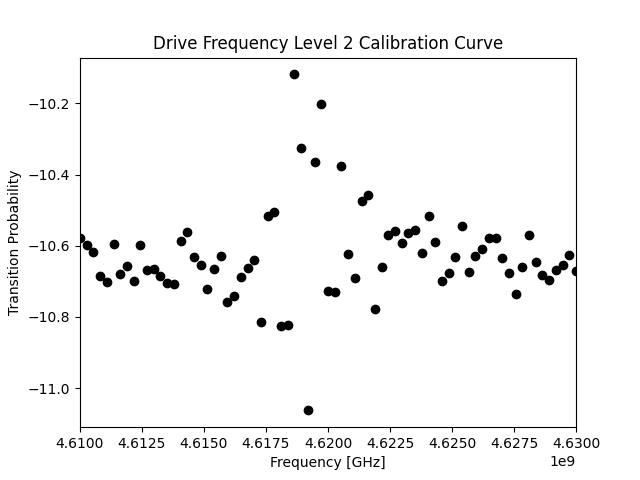 Drive Frequency Level 2 Calibration Curve
Transition Probability
−10.2
−10.4
−10.6
−10.8
−11.0
4.6100 4.6125 4.6150 4.6175 4.6200 4.6225 4.6250 4.6275 4.6300
Frequency [GHz]
1e9